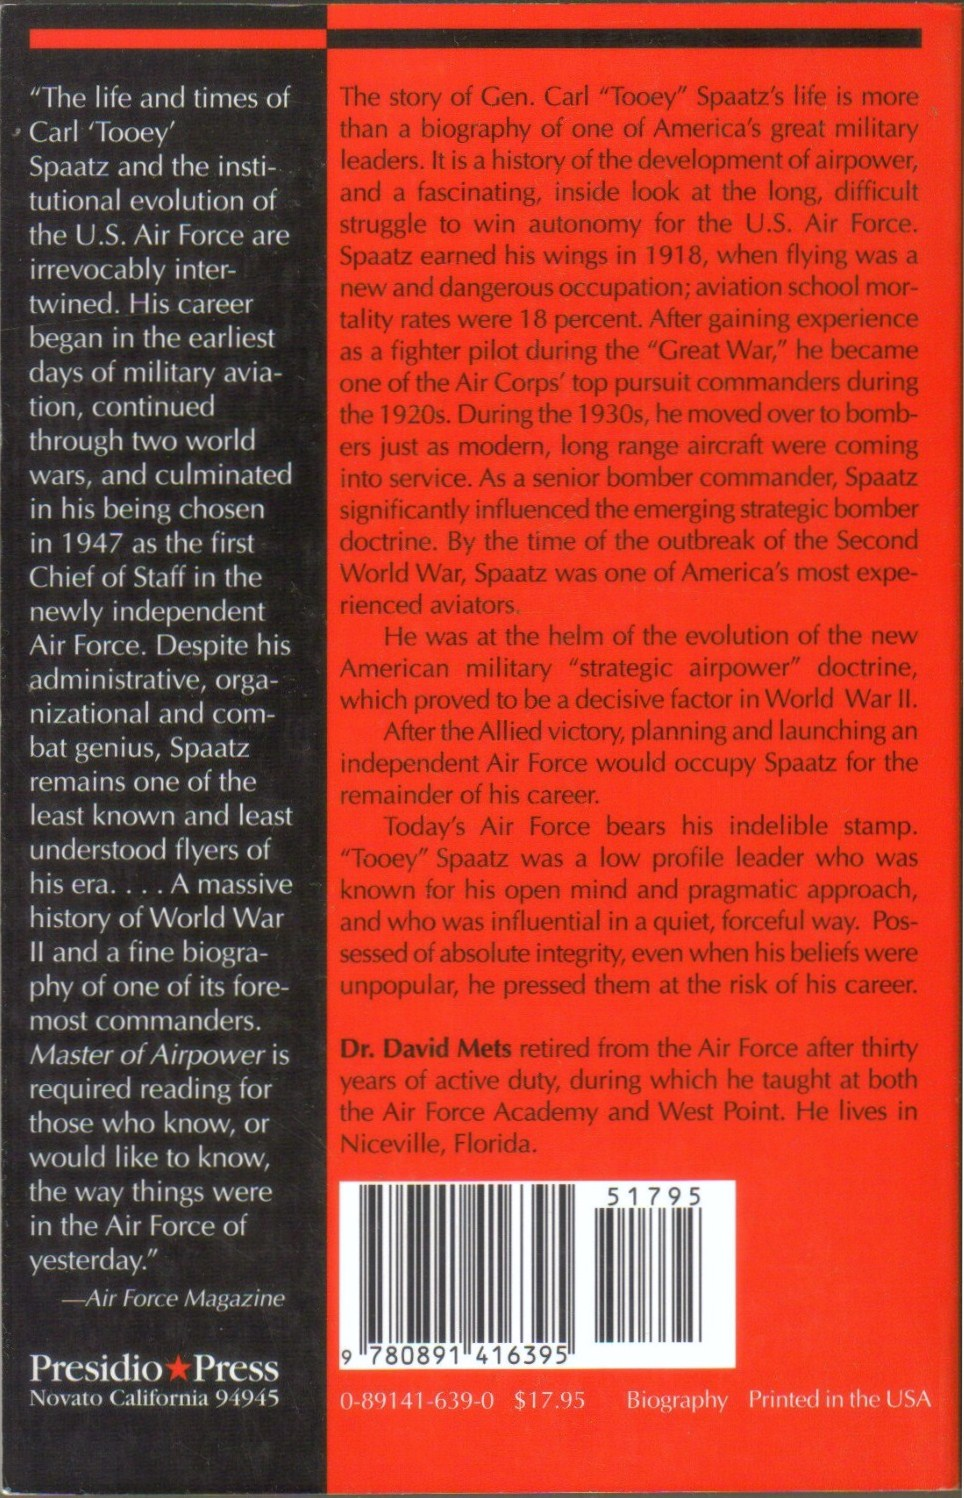 “The life and times of
Carl ‘Tooey’
Spaatz and the insti-
tutional evolution of
the U.S. Air Force are
irrevocably inter-
twined. His career
began in the earliest
days of military avia-
tion, continued
through two world
wars, and culminated
in his being chosen
in 1947 as the first
Chief of Staff in the
newly independent
Air Force. Despite his
administrative, orga-
nizational and com-
bat genius, Spaatz
remains one of the
least known and least
understood flyers of
his era. . . . A massive
history of World War
II and a fine biogra-
phy of one of its fore-
most commanders.
Master of Airpower is
required reading for
those who know, or
would like to know,
the way things were
in the Air Force of
yesterday.”
—Air Force Magazine
Presidio★Press
Novato California 94945
The story of Gen. Carl “Tooey” Spaatz’s life is more
than a biography of one of America’s great military
leaders. It is a history of the development of airpower,
and a fascinating, inside look at the long, difficult
struggle to win autonomy for the U.S. Air Force.
Spaatz earned his wings in 1918, when flying was a
new and dangerous occupation; aviation school mor-
tality rates were 18 percent. After gaining experience
as a fighter pilot during the “Great War,” he became
one of the Air Corps’ top pursuit commanders during
the 1920s. During the 1930s, he moved over to bomb-
ers just as modern, long range aircraft were coming
into service. As a senior bomber commander, Spaatz
significantly influenced the emerging strategic bomber
doctrine. By the time of the outbreak of the Second
World War, Spaatz was one of America’s most expe-
rienced aviators.
He was at the helm of the evolution of the new
American military “strategic airpower” doctrine,
which proved to be a decisive factor in World War II.
After the Allied victory, planning and launching an
independent Air Force would occupy Spaatz for the
remainder of his career.
Today’s Air Force bears his indelible stamp.
“Tooey” Spaatz was a low profile leader who was
known for his open mind and pragmatic approach,
and who was influential in a quiet, forceful way. Pos-
sessed of absolute integrity, even when his beliefs were
unpopular, he pressed them at the risk of his career.
Dr. David Mets retired from the Air Force after thirty
years of active duty, during which he taught at both
the Air Force Academy and West Point. He lives in
Niceville, Florida.
51795
9 780891 416395
0-89141-639-0 $17.95 Biography Printed in the USA